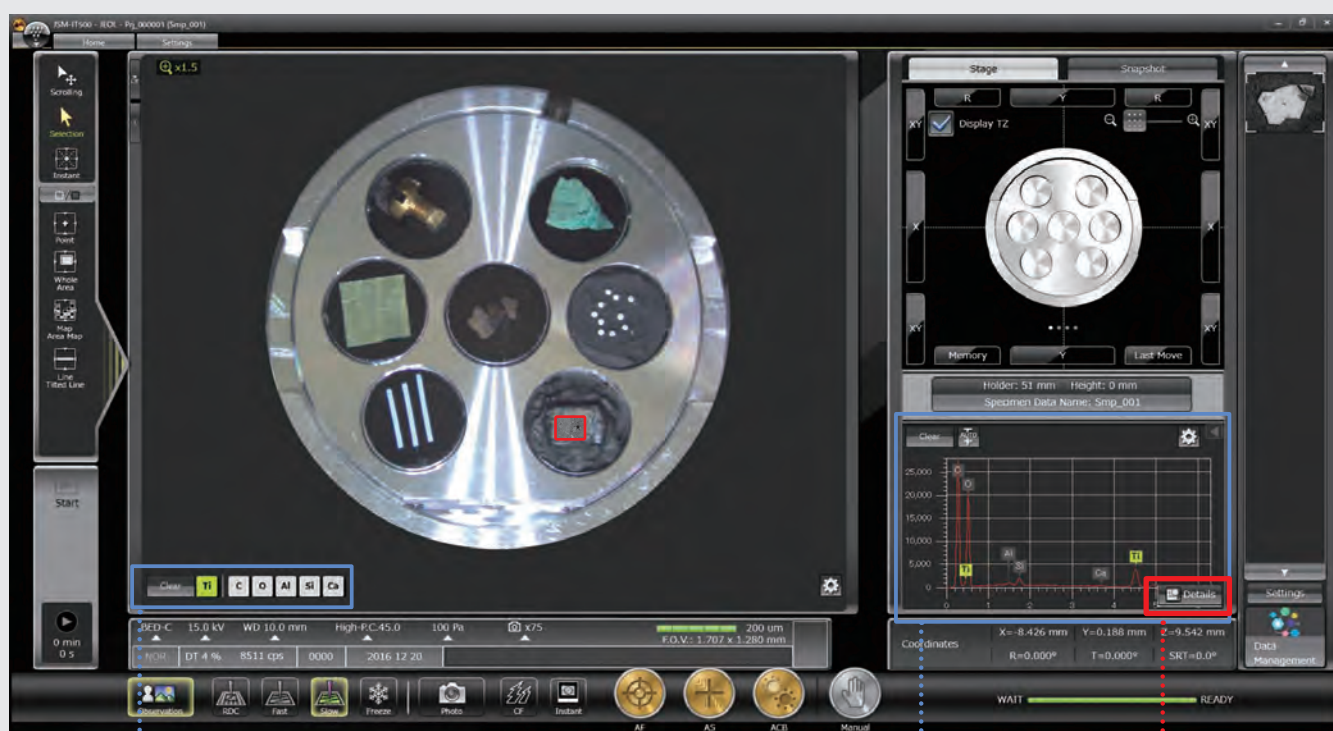 JSM-IT500 - JEOL - Prj_000001 (Smp_001)
Home Settings
Scrolling
Selection
Instant
Point
Whole
Area
Map
Area Map
Line
Tilted Line
Start
0 min
0 s
x1.5
Clear Ti C O Al Si Ca
BED-C 15.0 kV WD 10.0 mm High-P.C.45.0 100 Pa x75 200 um
F.O.V.: 1.707 x 1.280 mm
NOR DT 4 % 8511 cps 0000 2016 12 20
Observation RDC Fast Slow Freeze Photo CF Instant
AF AS ACB Manual
Stage Snapshot
R Y R
XY Display TZ XY
X X
XY XY
Memory Y Last Move
Holder: 51 mm Height: 0 mm
Specimen Data Name: Smp_001
Clear AUTO
25,000
20,000
15,000
10,000
5,000
0
C
O
Ti
Al
Si
Ca
Ti
0 1 2 3 4
Details
Coordinates X=-8.426 mm Y=0.188 mm Z=9.542 mm
R=0.000° T=0.000° SRT=0.0°
WAIT READY
Settings
Data
Management